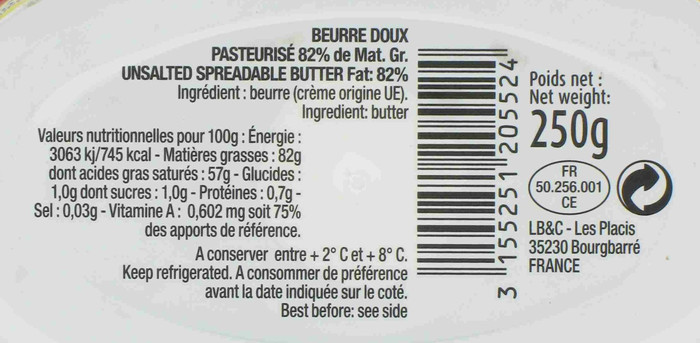 BEURRE DOUX
PASTEURISÉ 82% de Mat. Gr.
UNSALTED SPREADABLE BUTTER Fat: 82%
Ingrédient : beurre (crème origine UE).
Ingredient: butter
Valeurs nutritionnelles pour 100g : Énergie :
3063 kj/745 kcal - Matières grasses : 82g
dont acides gras saturés : 57g - Glucides :
1,0g dont sucres : 1,0g - Protéines : 0,7g -
Sel : 0,03g - Vitamine A : 0,602 mg soit 75%
des apports de référence.
A conserver entre + 2° C et + 8° C.
Keep refrigerated. A consommer de préférence
avant la date indiquée sur le coté.
Best before: see side
3 155251 205524
Poids net :
Net weight:
250g
FR
50.256.001
CE
LB&C - Les Placis
35230 Bourgbarré
FRANCE